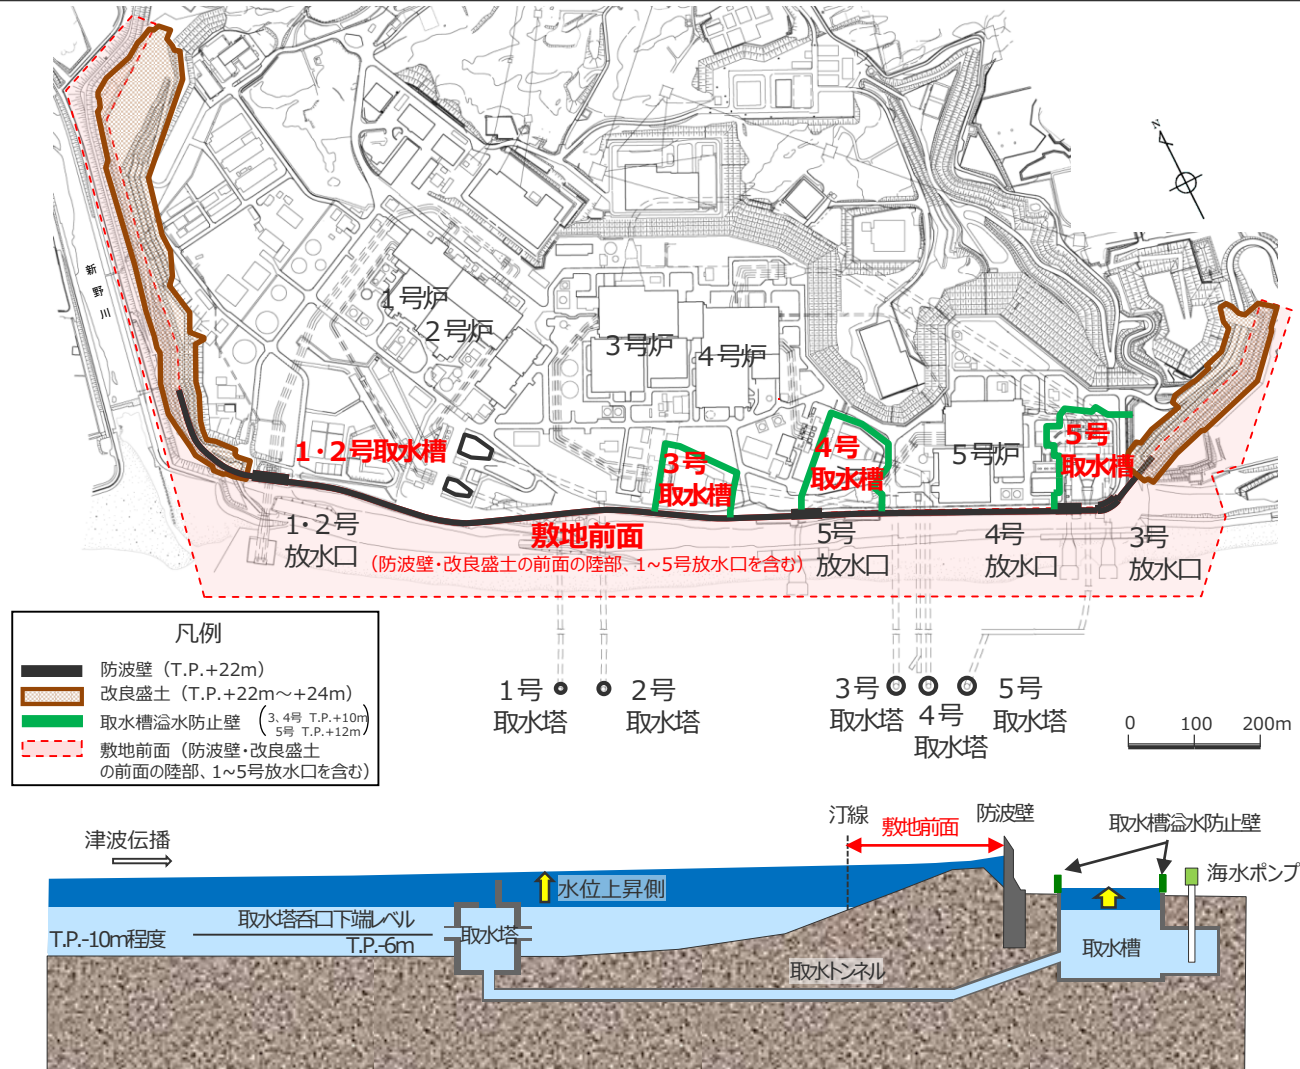 N
新
野
川
1号炉
2号炉
3号炉
4号炉
5号炉
1・2号取水槽
3号
取水槽
4号
取水槽
5号
取水槽
1・2号
放水口
敷地前面
（防波壁・改良盛土の前面の陸部、1~5号放水口を含む）
5号
放水口
4号
放水口
3号
放水口
1号
取水塔
2号
取水塔
3号
取水塔
4号
取水塔
5号
取水塔
0 100 200m
凡例
防波壁（T.P.+22m）
改良盛土（T.P.+22m～+24m）
取水槽溢水防止壁（3、4号 T.P.+10m
5号 T.P.+12m）
敷地前面（防波壁・改良盛土
の前面の陸部、1~5号放水口を含む）
津波伝播
汀線
敷地前面
防波壁
取水槽溢水防止壁
海水ポンプ
水位上昇側
取水塔呑口下端レベル
T.P.-6m
T.P.-10m程度
取水塔
取水トンネル
取水槽